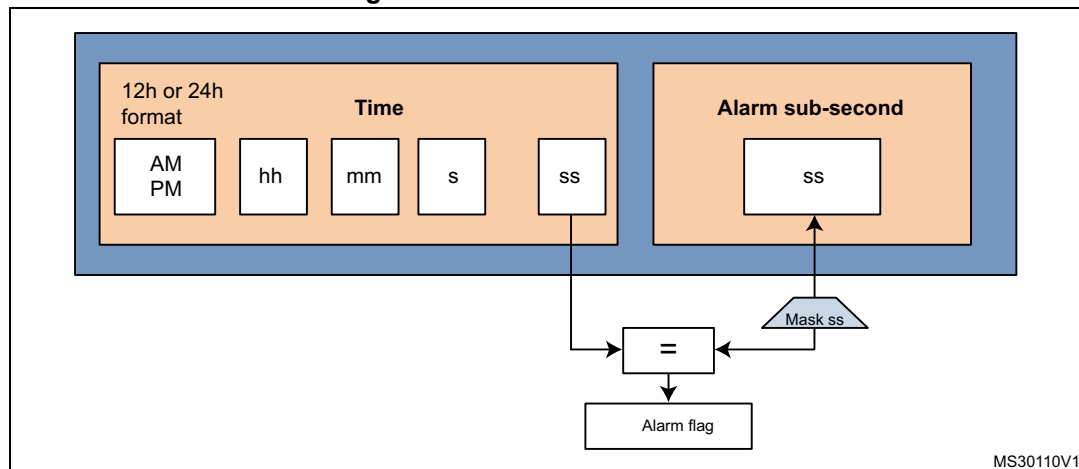 12h or 24h
format
Time
AM
PM
hh
mm
s
ss
Alarm sub-second
ss
Mask ss
=
Alarm flag
MS30110V1